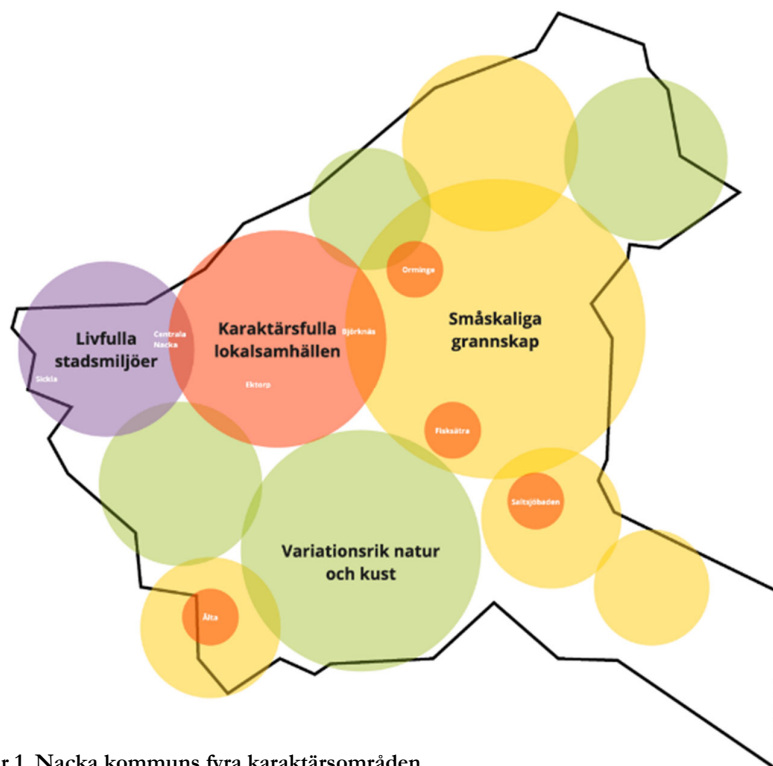 Orminge
Småskaliga
grannskap
Karaktärsfulla
lokalsamhällen
Björknäs
Livfulla
stadsmiljöer
Centrala
Nacka
Sickla
Ektorp
Fisksätra
Saltsjöbaden
Variationsrik natur
och kust
Älta
r 1. Nacka kommuns fyra karaktärsområden